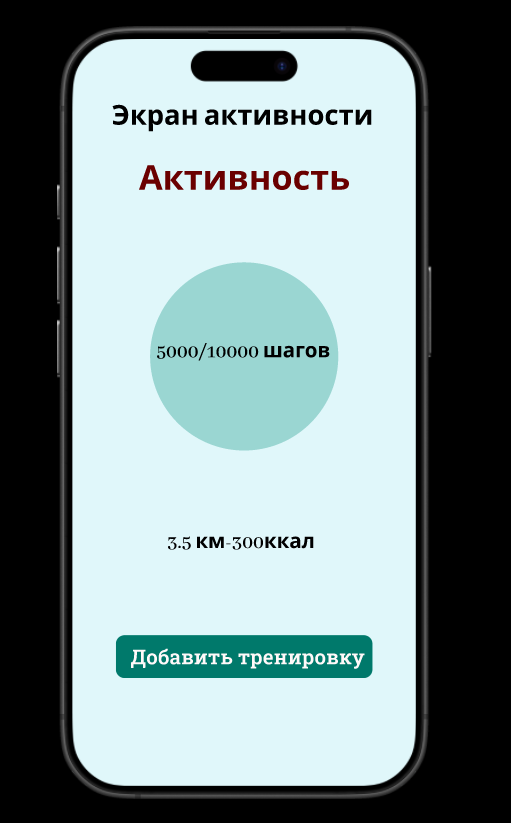 Экран активности
Активность
5000/10000 шагов
3.5 км-300ккал
Добавить тренировку